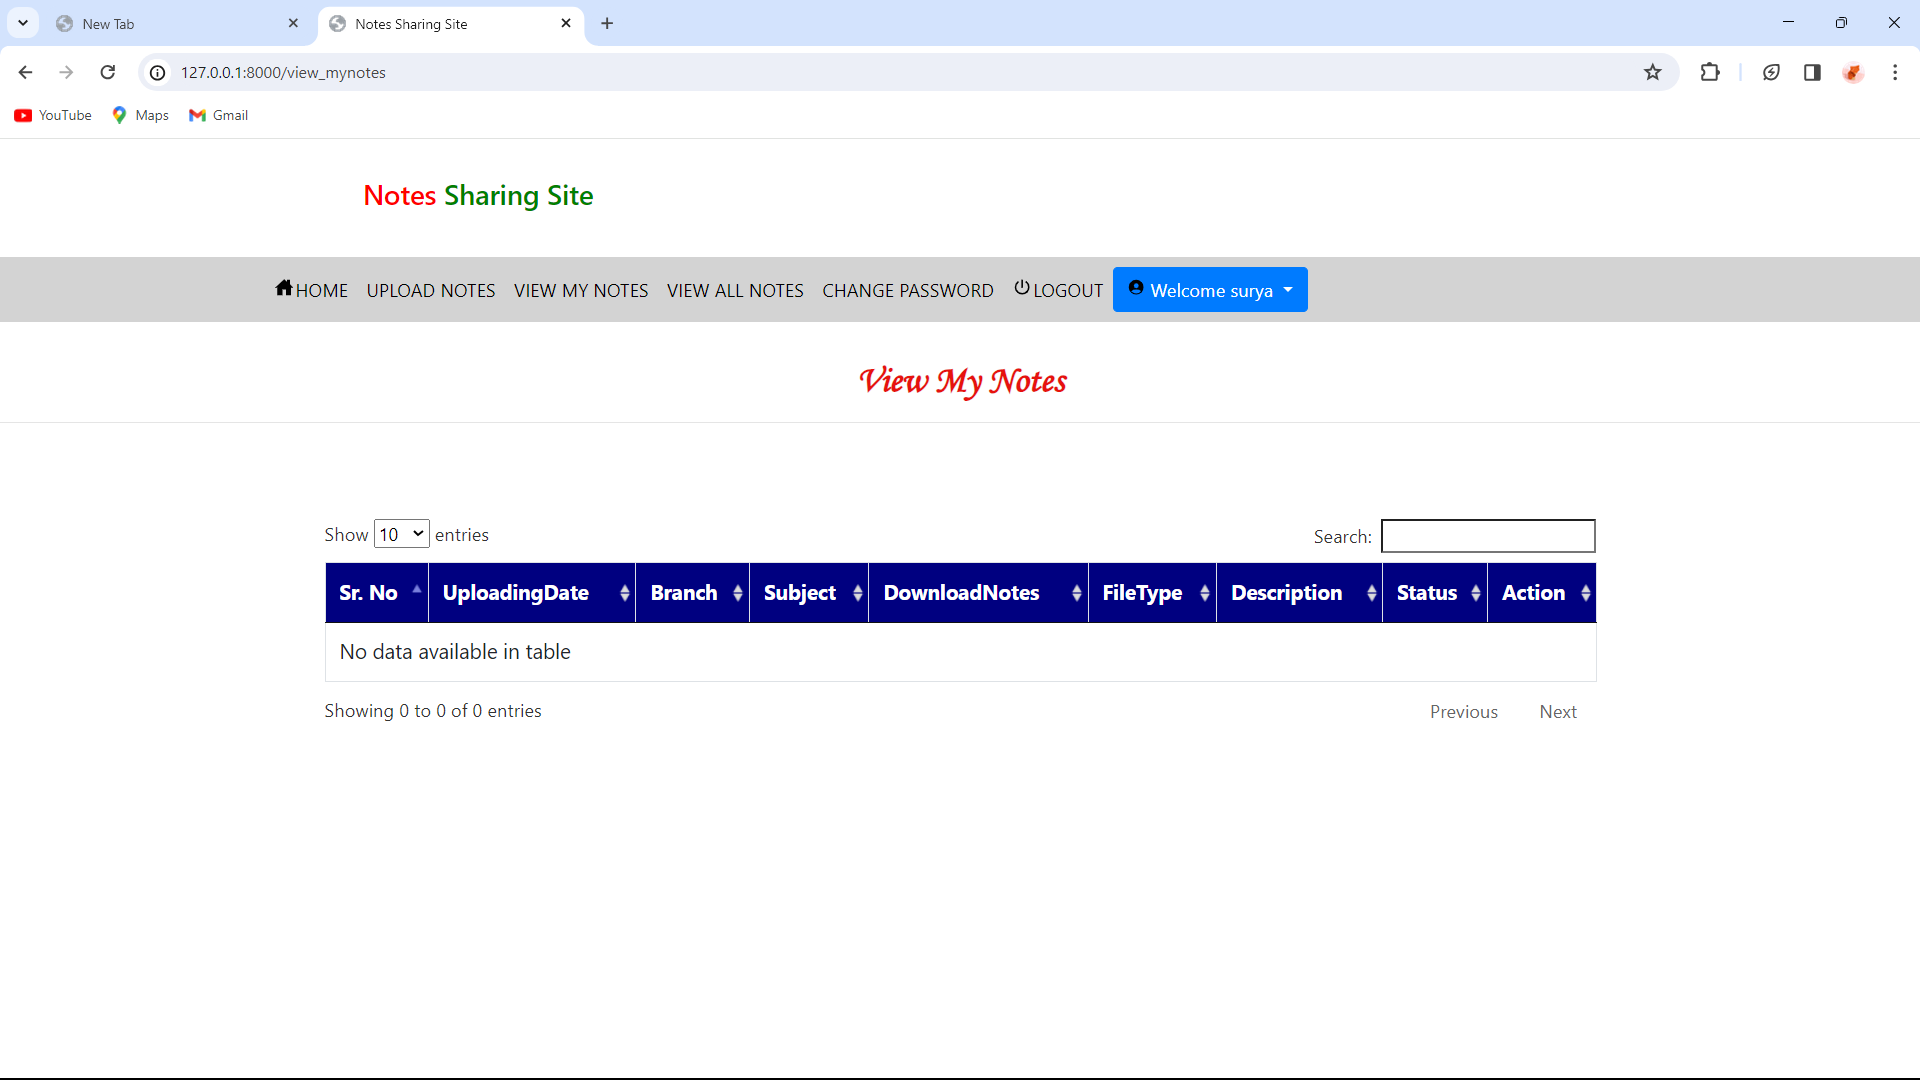 New Tab
Notes Sharing Site
127.0.0.1:8000/view_mynotes
YouTube Maps Gmail
Notes Sharing Site
HOME UPLOAD NOTES VIEW MY NOTES VIEW ALL NOTES CHANGE PASSWORD LOGOUT Welcome surya
View My Notes
Show 10 entries Search:
Sr. No UploadingDate Branch Subject DownloadNotes FileType Description Status Action
No data available in table
Showing 0 to 0 of 0 entries Previous Next